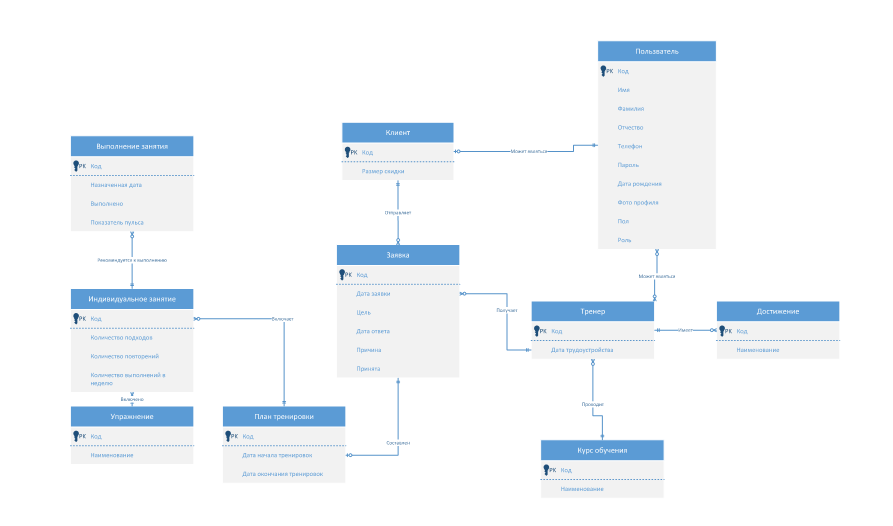 Пользватель
PK Код
Имя
Фамилия
Отчество
Телефон
Пароль
Дата рождения
Фото профиля
Пол
Роль
Клиент
PK Код
Размер скидки
Может являться
Отправляет
Выполнение занятия
PK Код
Назначенная дата
Выполнено
Показатель пульса
Рекомендуется к выполнению
Заявка
PK Код
Дата заявки
Цель
Дата ответа
Причина
Принята
Получает
Может являться
Индивидуальное занятие
PK Код
Количество подходов
Количество повторений
Количество выполнений в
неделю
Включает
Включено
Тренер
PK Код
Дата трудоустройства
Имеет
Достижение
PK Код
Наименование
Упражнение
PK Код
Наименование
План тренировки
PK Код
Дата начала тренировок
Дата окончания тренировок
Составлен
Проходит
Курс обучения
PK Код
Наименование